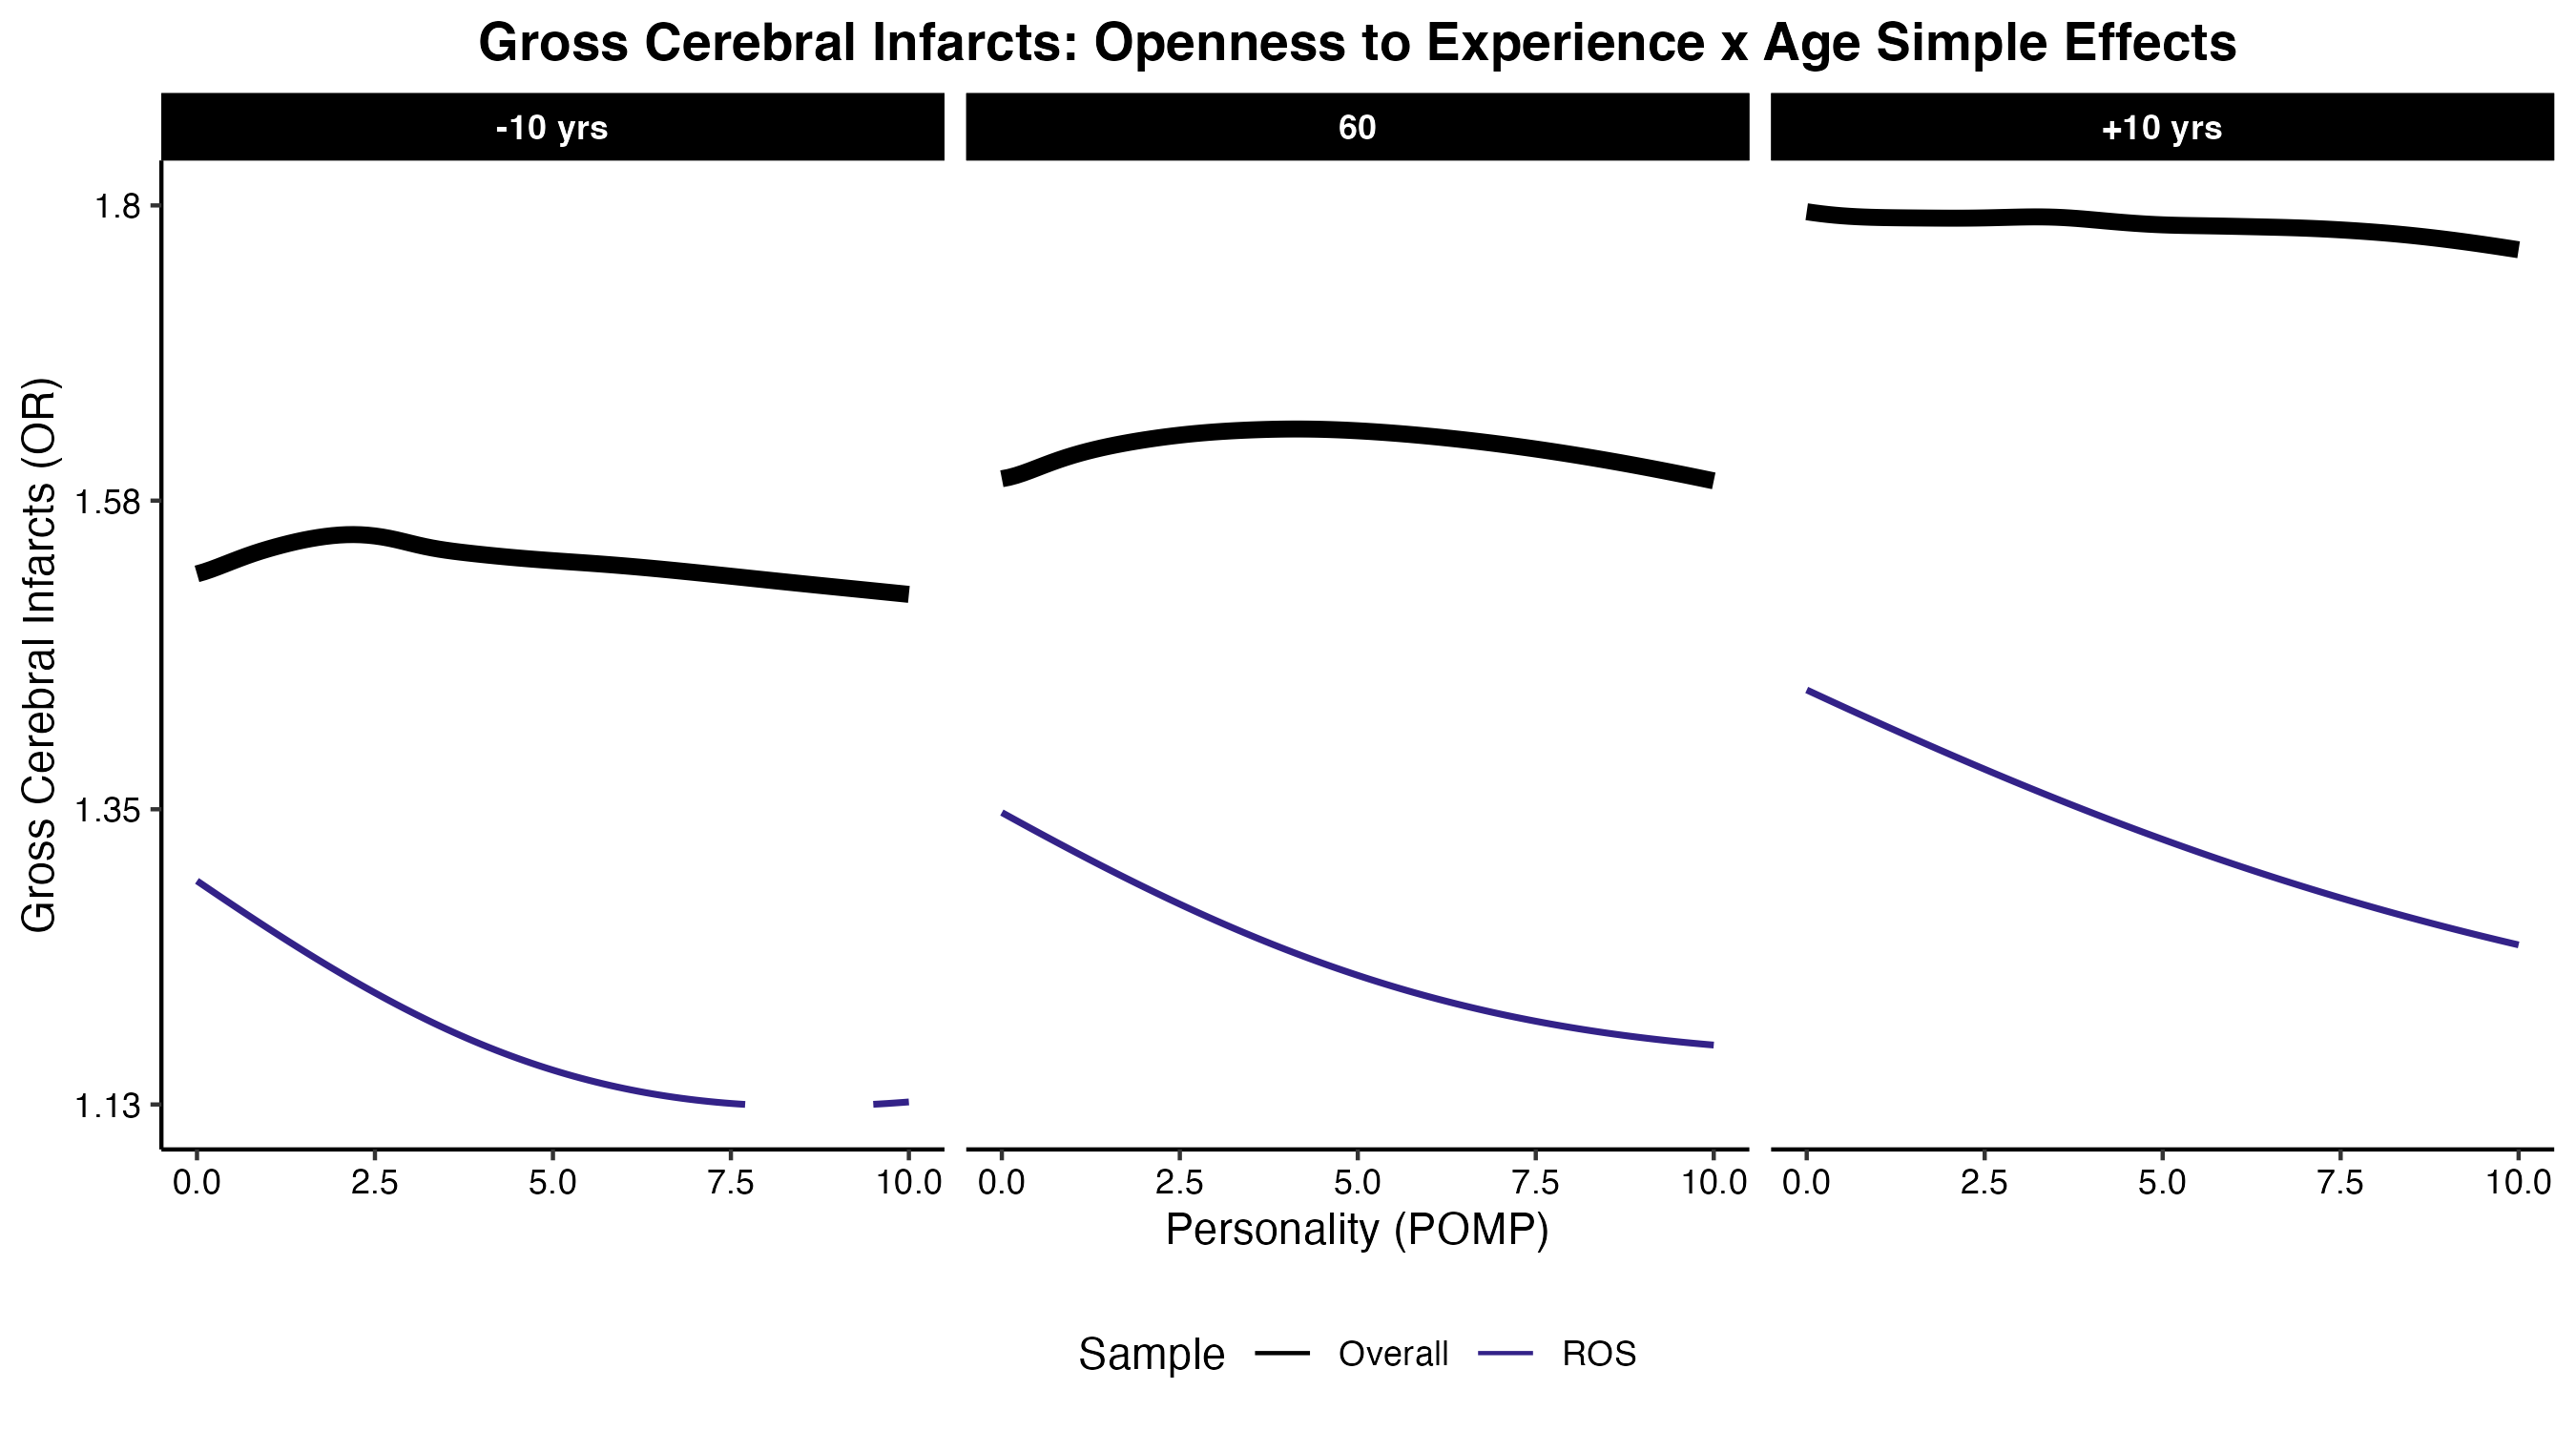 Gross Cerebral Infarcts: Openness to Experience x Age Simple Effects
-10 yrs
60
+10 yrs
Gross Cerebral Infarcts (OR)
1.8
1.58
1.35
1.13
0.0 2.5 5.0 7.5 10.0
0.0 2.5 5.0 7.5 10.0
0.0 2.5 5.0 7.5 10.0
Personality (POMP)
Sample Overall ROS